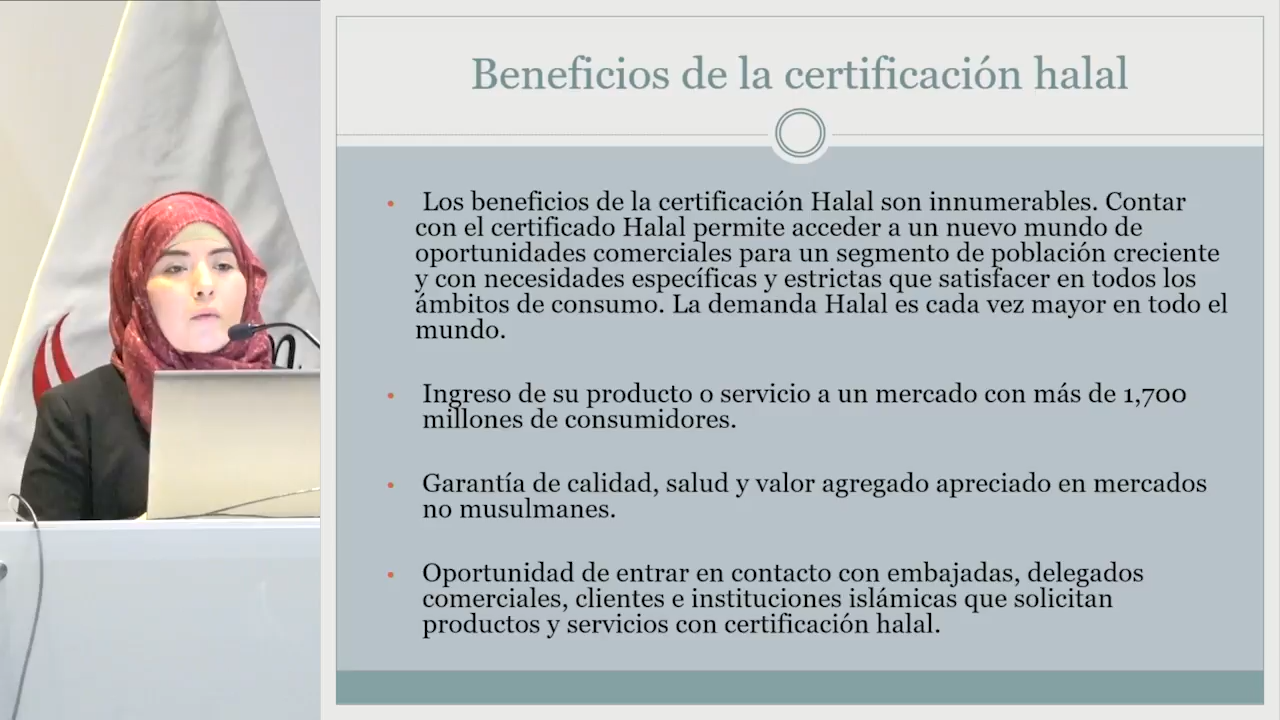 Beneficios de la certificación halal
• Los beneficios de la certificación Halal son innumerables. Contar
con el certificado Halal permite acceder a un nuevo mundo de
oportunidades comerciales para un segmento de población creciente
y con necesidades específicas y estrictas que satisfacer en todos los
ámbitos de consumo. La demanda Halal es cada vez mayor en todo el
mundo.
• Ingreso de su producto o servicio a un mercado con más de 1,700
millones de consumidores.
• Garantía de calidad, salud y valor agregado apreciado en mercados
no musulmanes.
• Oportunidad de entrar en contacto con embajadas, delegados
comerciales, clientes e instituciones islámicas que solicitan
productos y servicios con certificación halal.